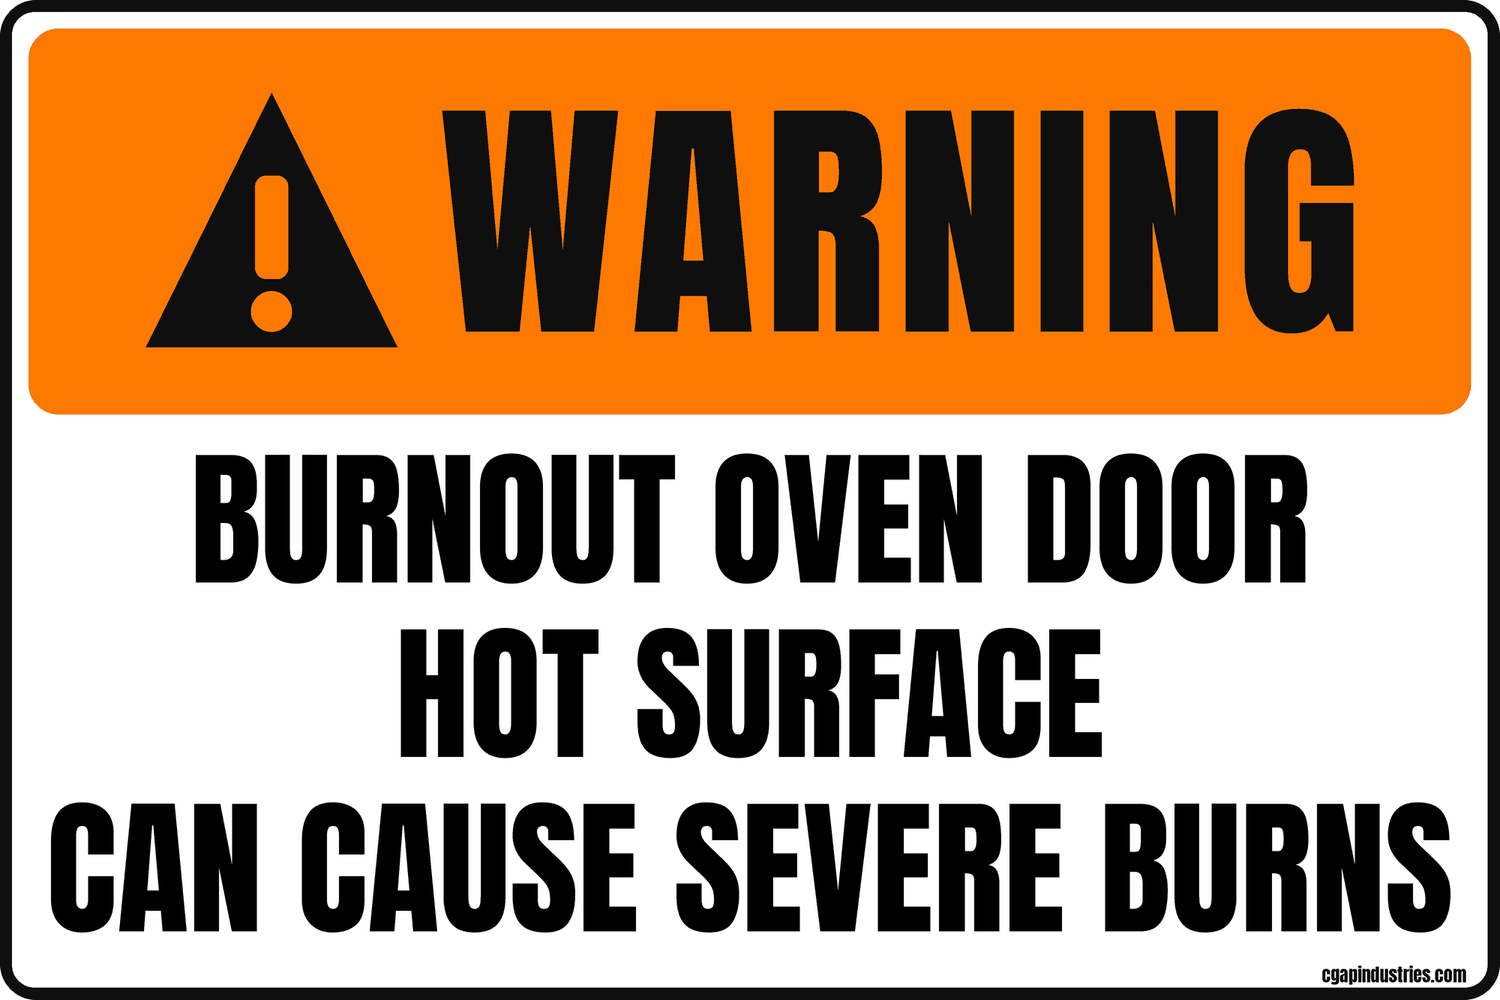 WARNING
BURNOUT OVEN DOOR
HOT SURFACE
CAN CAUSE SEVERE BURNS
cgapindustries.com